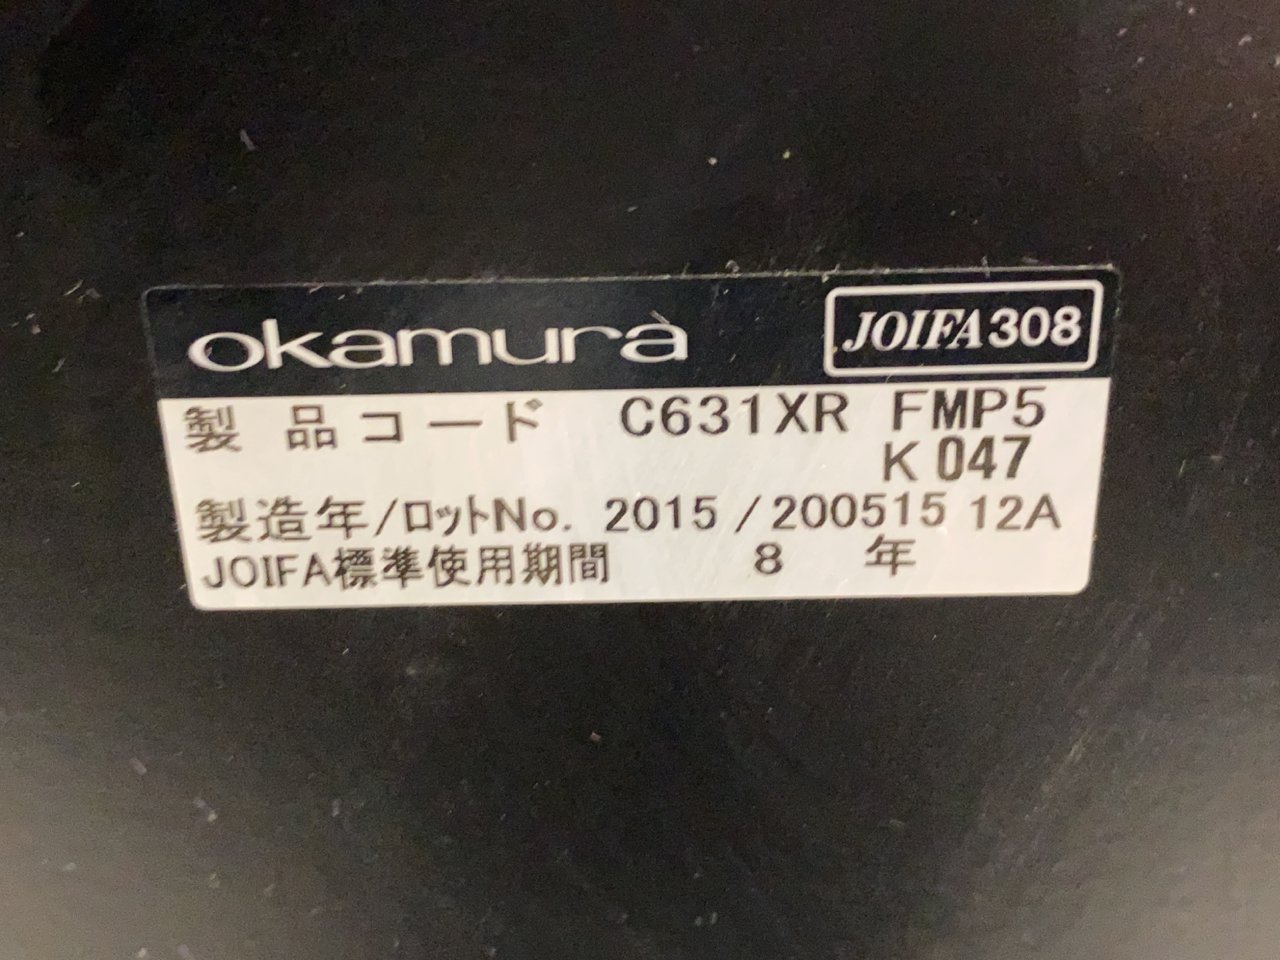 okamura JOIFA308
製品コード C631XR FMP5
K 047
製造年/ロットNo. 2015 / 200515 12A
JOIFA標準使用期間 8 年